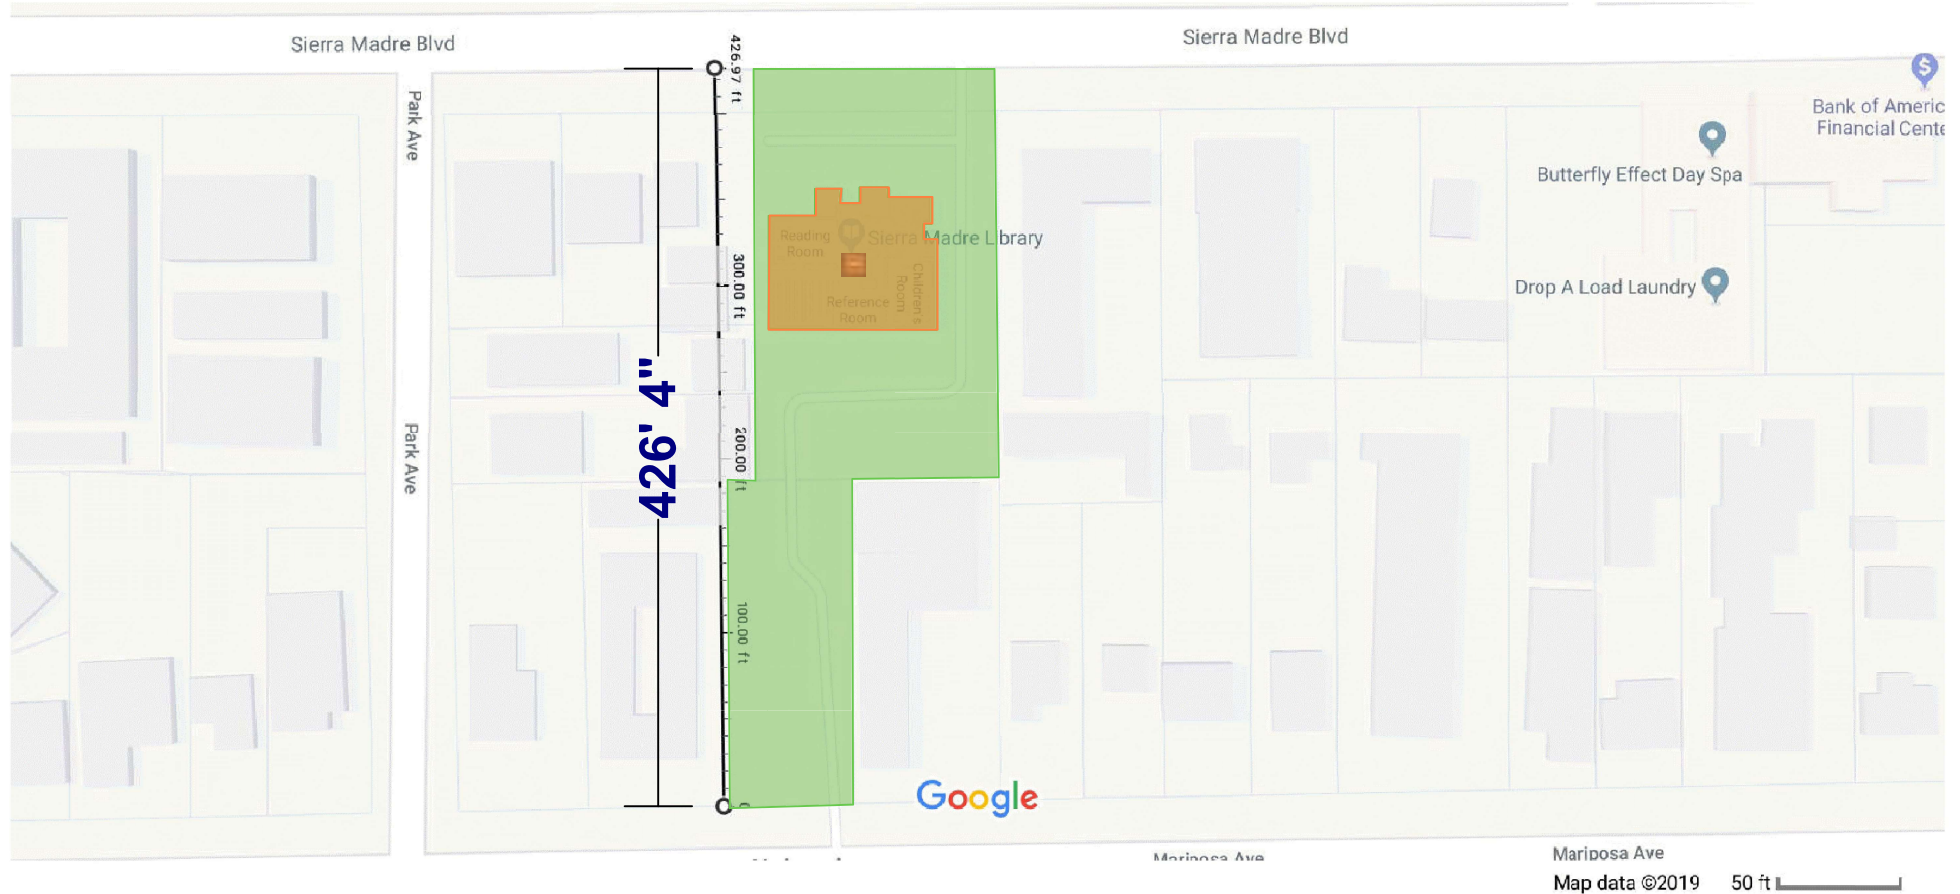 Sierra Madre Blvd
Sierra Madre Blvd
426.97 ft
Park Ave
Bank of Americ
Financial Cente
Butterfly Effect Day Spa
Reading
Room
Sierra Madre Library
300.00 ft
Children's
Room
Reference
Room
Drop A Load Laundry
426' 4"
200.00 ft
Park Ave
100.00 ft
Google
Mariposa Ave
Mariposa Ave
Map data ©2019
50 ft